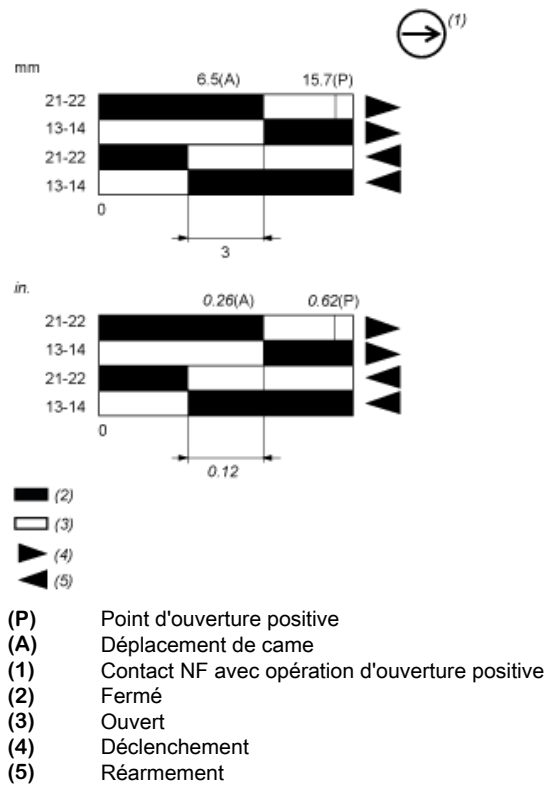 (1)
mm
6.5(A) 15.7(P)
21-22
13-14
21-22
13-14
0
3
in.
0.26(A) 0.62(P)
21-22
13-14
21-22
13-14
0
0.12
(2)
(3)
(4)
(5)
(P) Point d'ouverture positive
(A) Déplacement de came
(1) Contact NF avec opération d'ouverture positive
(2) Fermé
(3) Ouvert
(4) Déclenchement
(5) Réarmement